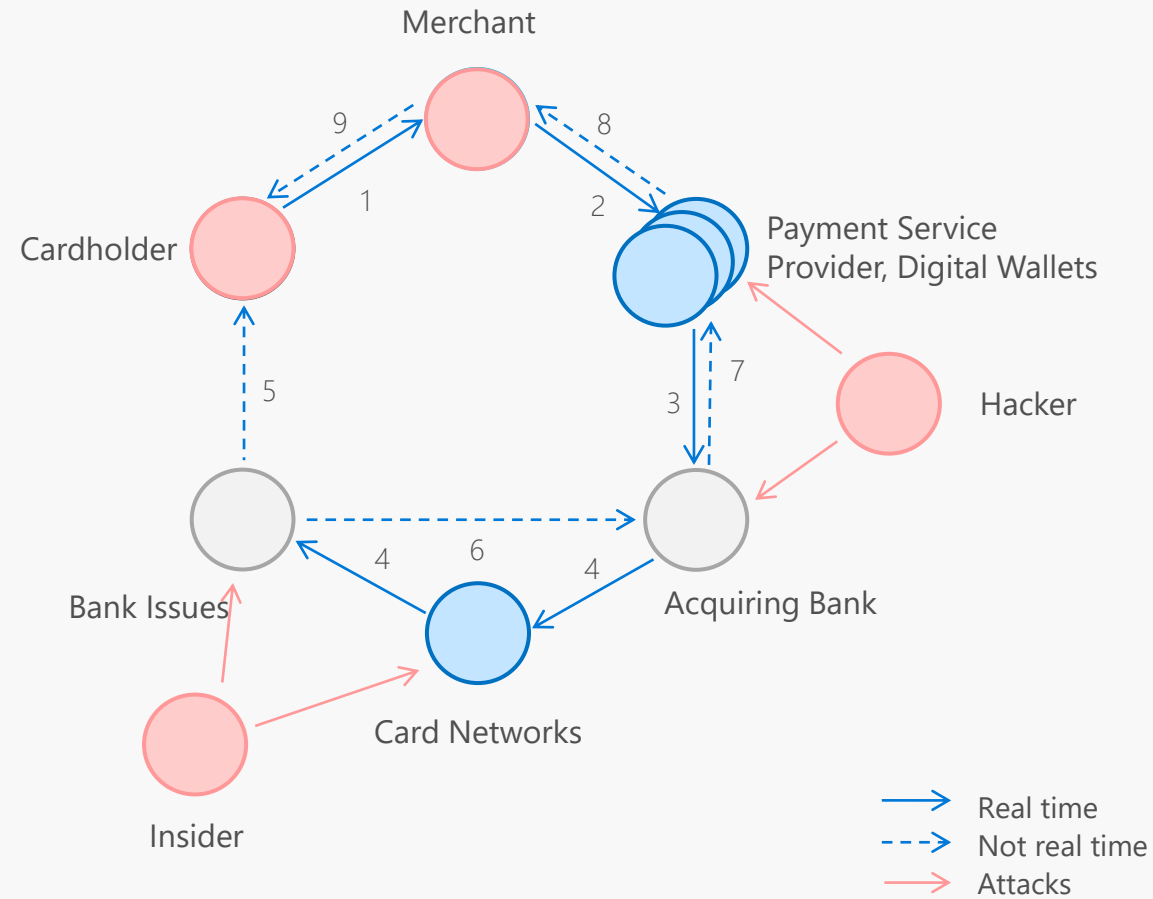 Merchant
9
8
1
2
Cardholder
Payment Service
Provider, Digital Wallets
5
7
3
Hacker
4
6
4
Bank Issues
Acquiring Bank
Card Networks
Insider
Real time
Not real time
Attacks